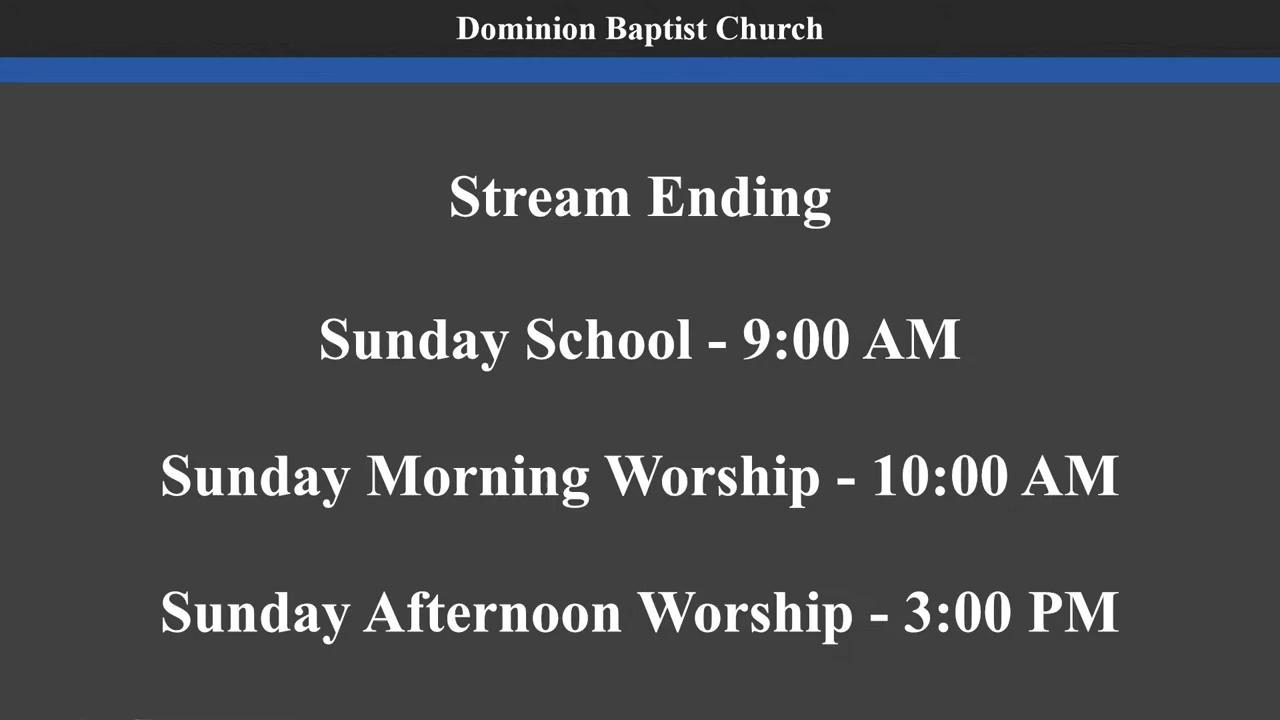 Dominion Baptist Church
Stream Ending
Sunday School - 9:00 AM
Sunday Morning Worship - 10:00 AM
Sunday Afternoon Worship - 3:00 PM